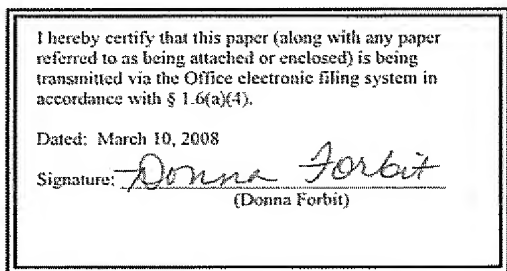 I hereby certify that this paper (along with any paper
referred to as being attached or enclosed) is being
transmitted via the Office electronic filing system in
accordance with § 1.6(a)(4).
Dated: March 10, 2008
Signature: Donna Forbit
(Donna Forbit)